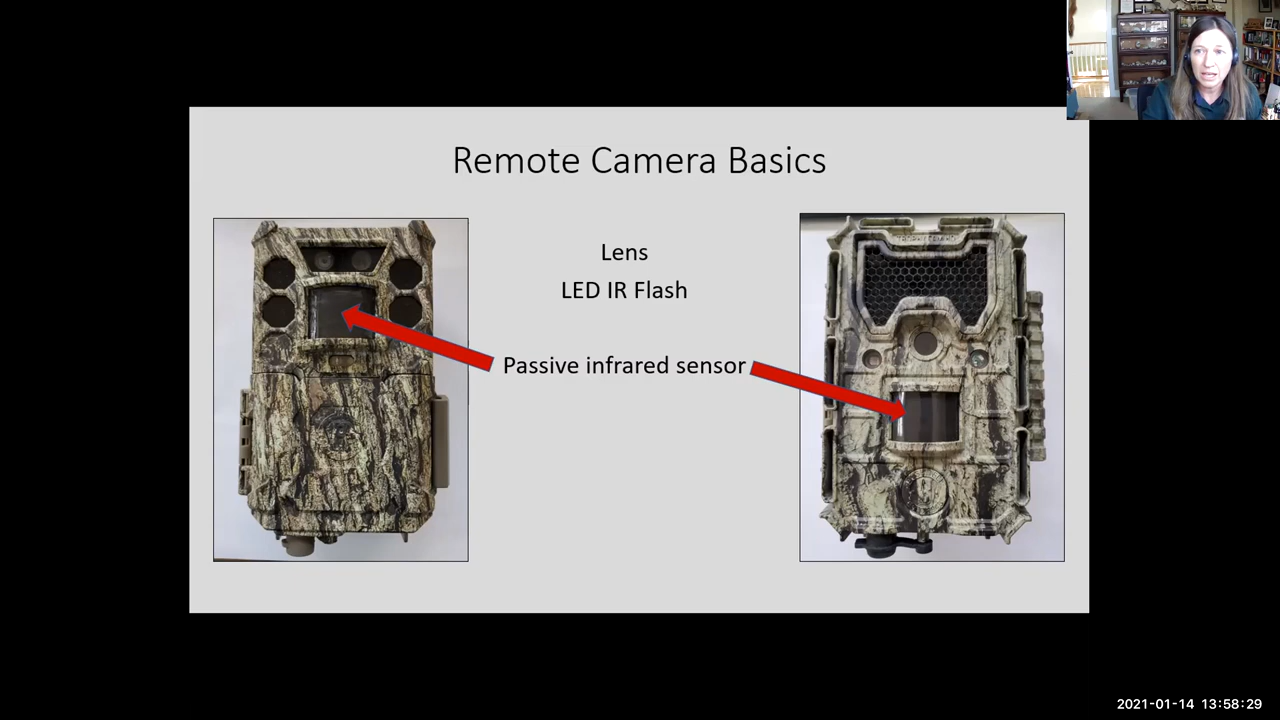 Remote Camera Basics
Lens
LED IR Flash
Passive infrared sensor
2021-01-14 13:58:29